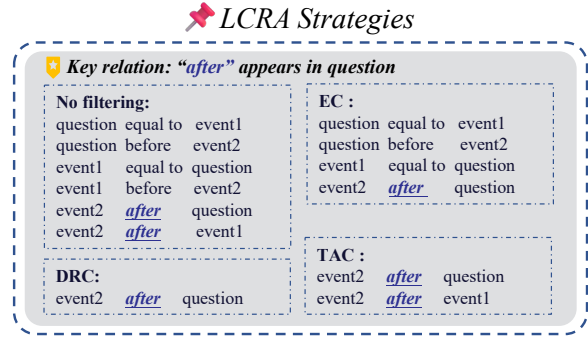 LCRA Strategies
Key relation: “after” appears in question
No filtering:
question equal to event1
question before event2
event1 equal to question
event1 before event2
event2 after question
event2 after event1
EC :
question equal to event1
question before event2
event1 equal to question
event2 after question
DRC:
event2 after question
TAC :
event2 after question
event2 after event1